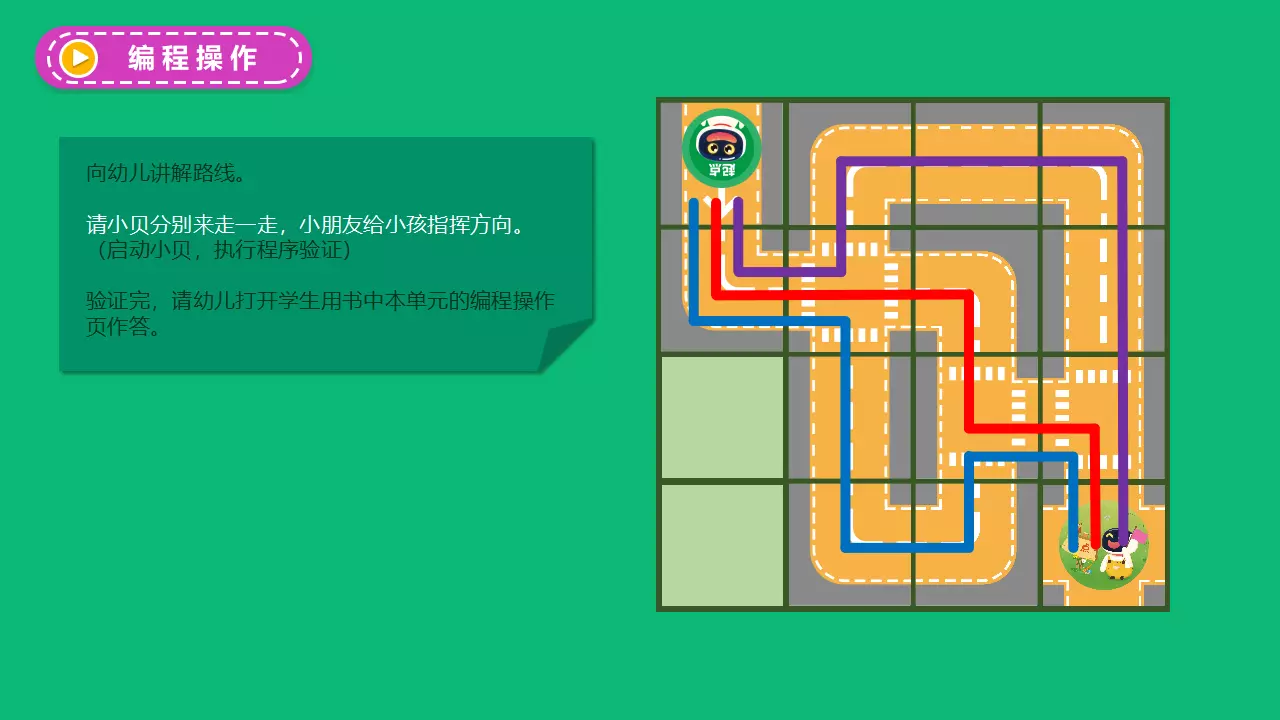 编程操作
向幼儿讲解路线。
请小贝分别来走一走，小朋友给小孩指挥方向。
（启动小贝，执行程序验证）
验证完，请幼儿打开学生用书中本单元的编程操作
页作答。
起点
点